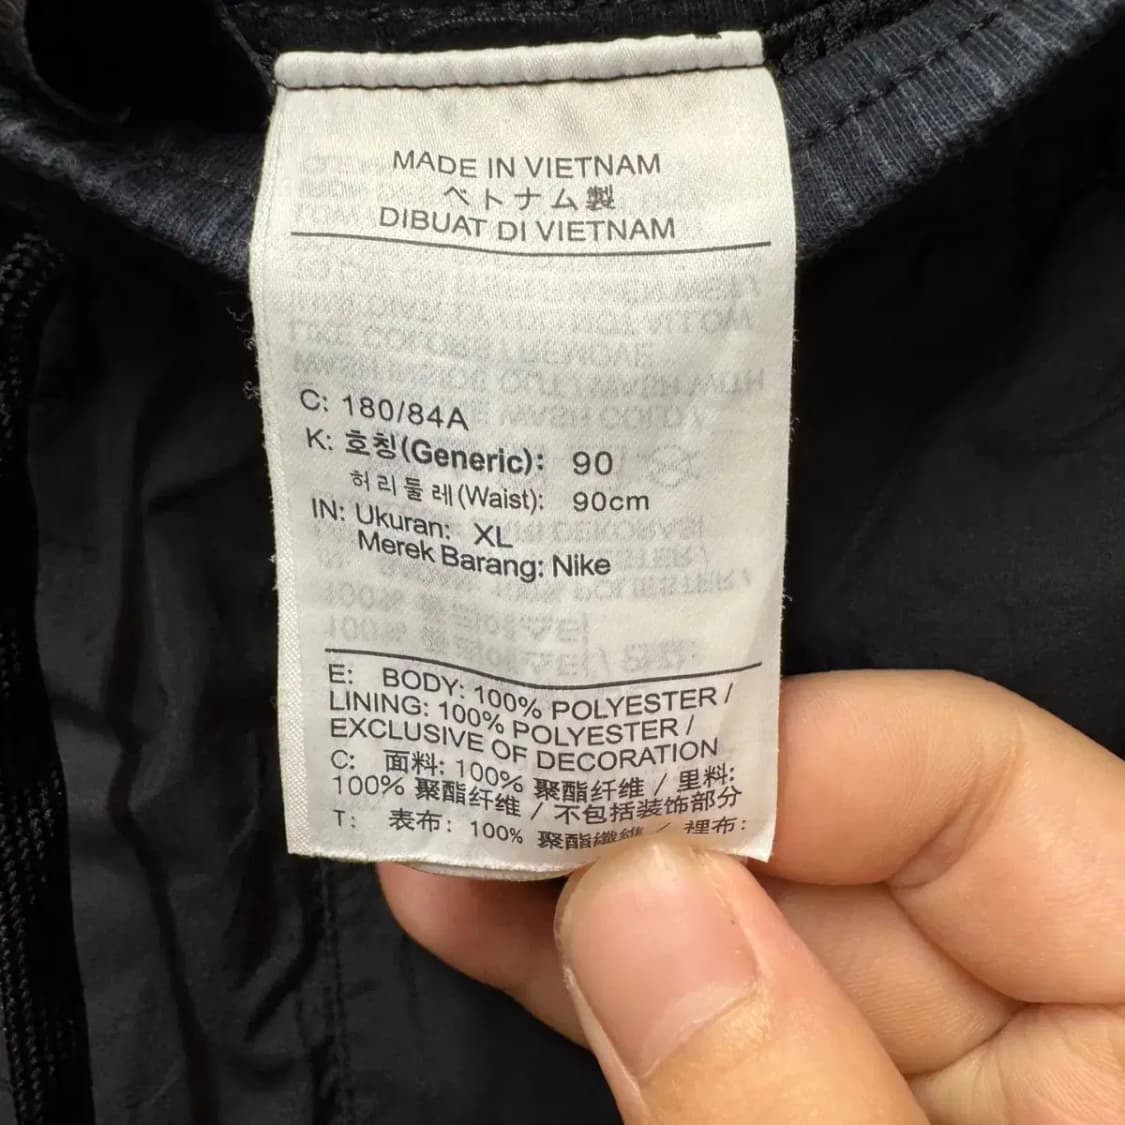 MADE IN VIETNAM
ベトナム製
DIBUAT DI VIETNAM
C: 180/84A
K: 호칭(Generic): 90
허리둘레(Waist): 90cm
IN: Ukuran: XL
Merek Barang: Nike
E: BODY: 100% POLYESTER /
LINING: 100% POLYESTER /
EXCLUSIVE OF DECORATION
C: 面料: 100% 聚酯纤维 / 里料:
100% 聚酯纤维 / 不包括装饰部分
T: 表布: 100% 聚酯纖維 / 裡布: